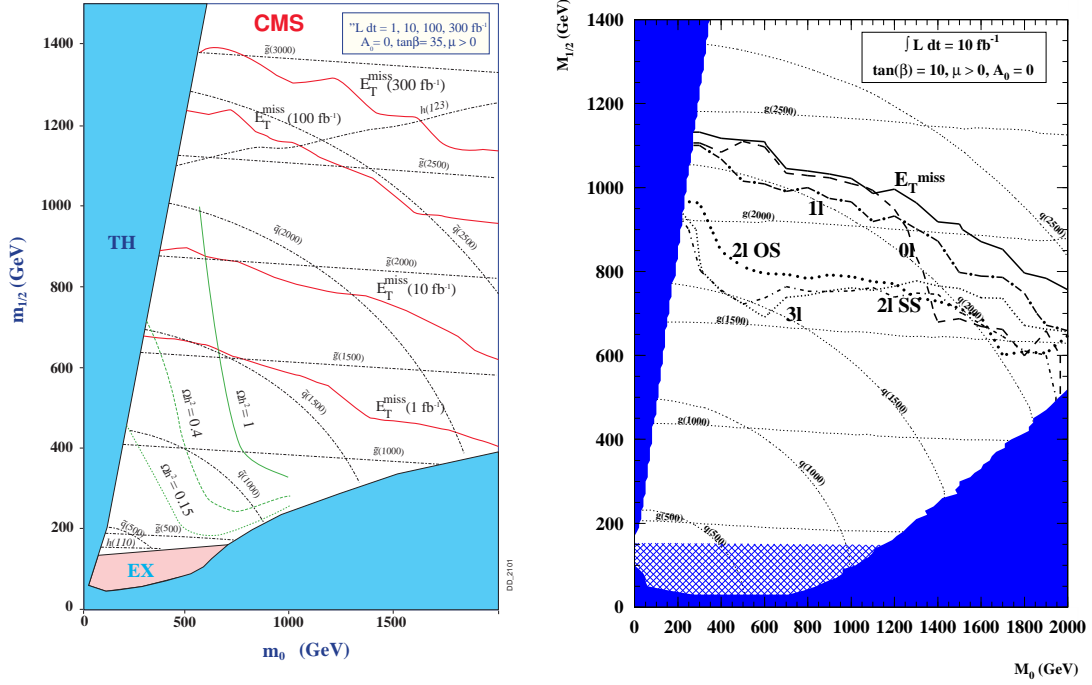 CMS
"L dt = 1, 10, 100, 300 fb⁻¹
A₀= 0, tanβ= 35, μ > 0
m₁/₂ (GeV)
1400
1200
1000
800
600
400
200
0
g̃(3000)
E_T^miss (300 fb⁻¹)
E_T^miss (100 fb⁻¹)
h(123)
g̃(2500)
TH
q̃(2000)
q̃(2500)
g̃(2000)
E_T^miss (10 fb⁻¹)
g̃(1500)
Ωh² = 0.4
Ωh² = 1
q̃(1500)
E_T^miss (1 fb⁻¹)
g̃(1000)
Ωh² = 0.15
q̃(1000)
q̃(500)
g̃(500)
h(110)
EX
DD_2101
0
500
1000
1500
m₀ (GeV)
M₁/₂ (GeV)
1400
1200
1000
800
600
400
200
0
∫ L dt = 10 fb⁻¹
tan(β) = 10, μ > 0, A₀ = 0
g(2500)
q(2500)
E_T^miss
1l
g(2000)
2l OS
0l
2l SS
q(2000)
3l
g(1500)
q(1500)
g(1000)
q(1000)
g(500)
q(500)
0 200 400 600 800 1000 1200 1400 1600 1800 2000
M₀ (GeV)